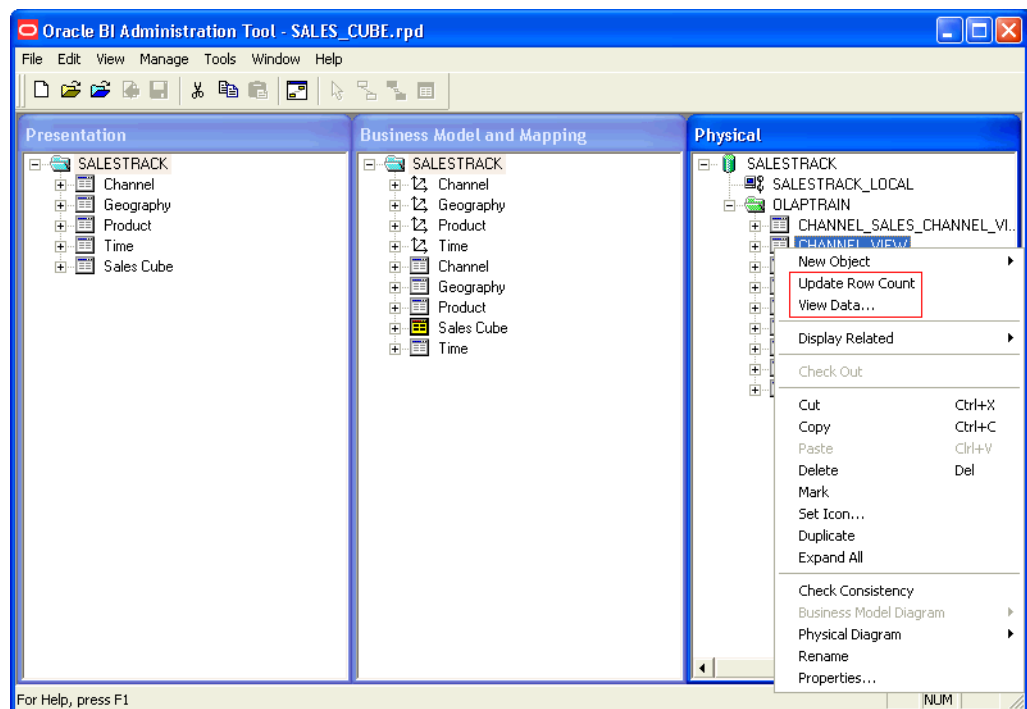 Oracle BI Administration Tool - SALES_CUBE.rpd
File Edit View Manage Tools Window Help
Presentation
SALESTRACK
Channel
Geography
Product
Time
Sales Cube
Business Model and Mapping
SALESTRACK
Channel
Geography
Product
Time
Channel
Geography
Product
Sales Cube
Time
Physical
SALESTRACK
SALESTRACK_LOCAL
OLAPTRAIN
CHANNEL_SALES_CHANNEL_VI..
CHANNEL_VIEW
New Object
Update Row Count
View Data...
Display Related
Check Out
Cut Ctrl+X
Copy Ctrl+C
Paste Ctrl+V
Delete Del
Mark
Set Icon...
Duplicate
Expand All
Check Consistency
Business Model Diagram
Physical Diagram
Rename
Properties...
For Help, press F1
NUM